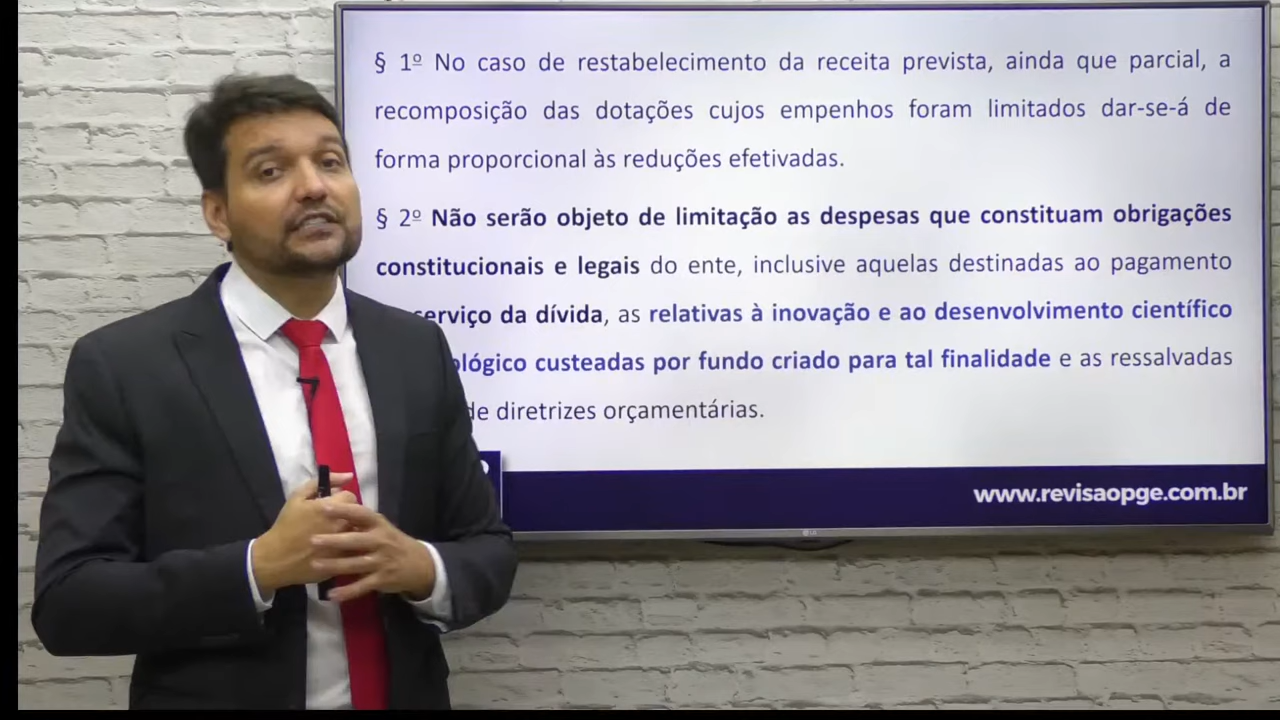 § 1º No caso de restabelecimento da receita prevista, ainda que parcial, a
recomposição das dotações cujos empenhos foram limitados dar-se-á de
forma proporcional às reduções efetivadas.
§ 2º Não serão objeto de limitação as despesas que constituam obrigações
constitucionais e legais do ente, inclusive aquelas destinadas ao pagamento
serviço da dívida, as relativas à inovação e ao desenvolvimento científico
ológico custeadas por fundo criado para tal finalidade e as ressalvadas
de diretrizes orçamentárias.
www.revisaopge.com.br
LG